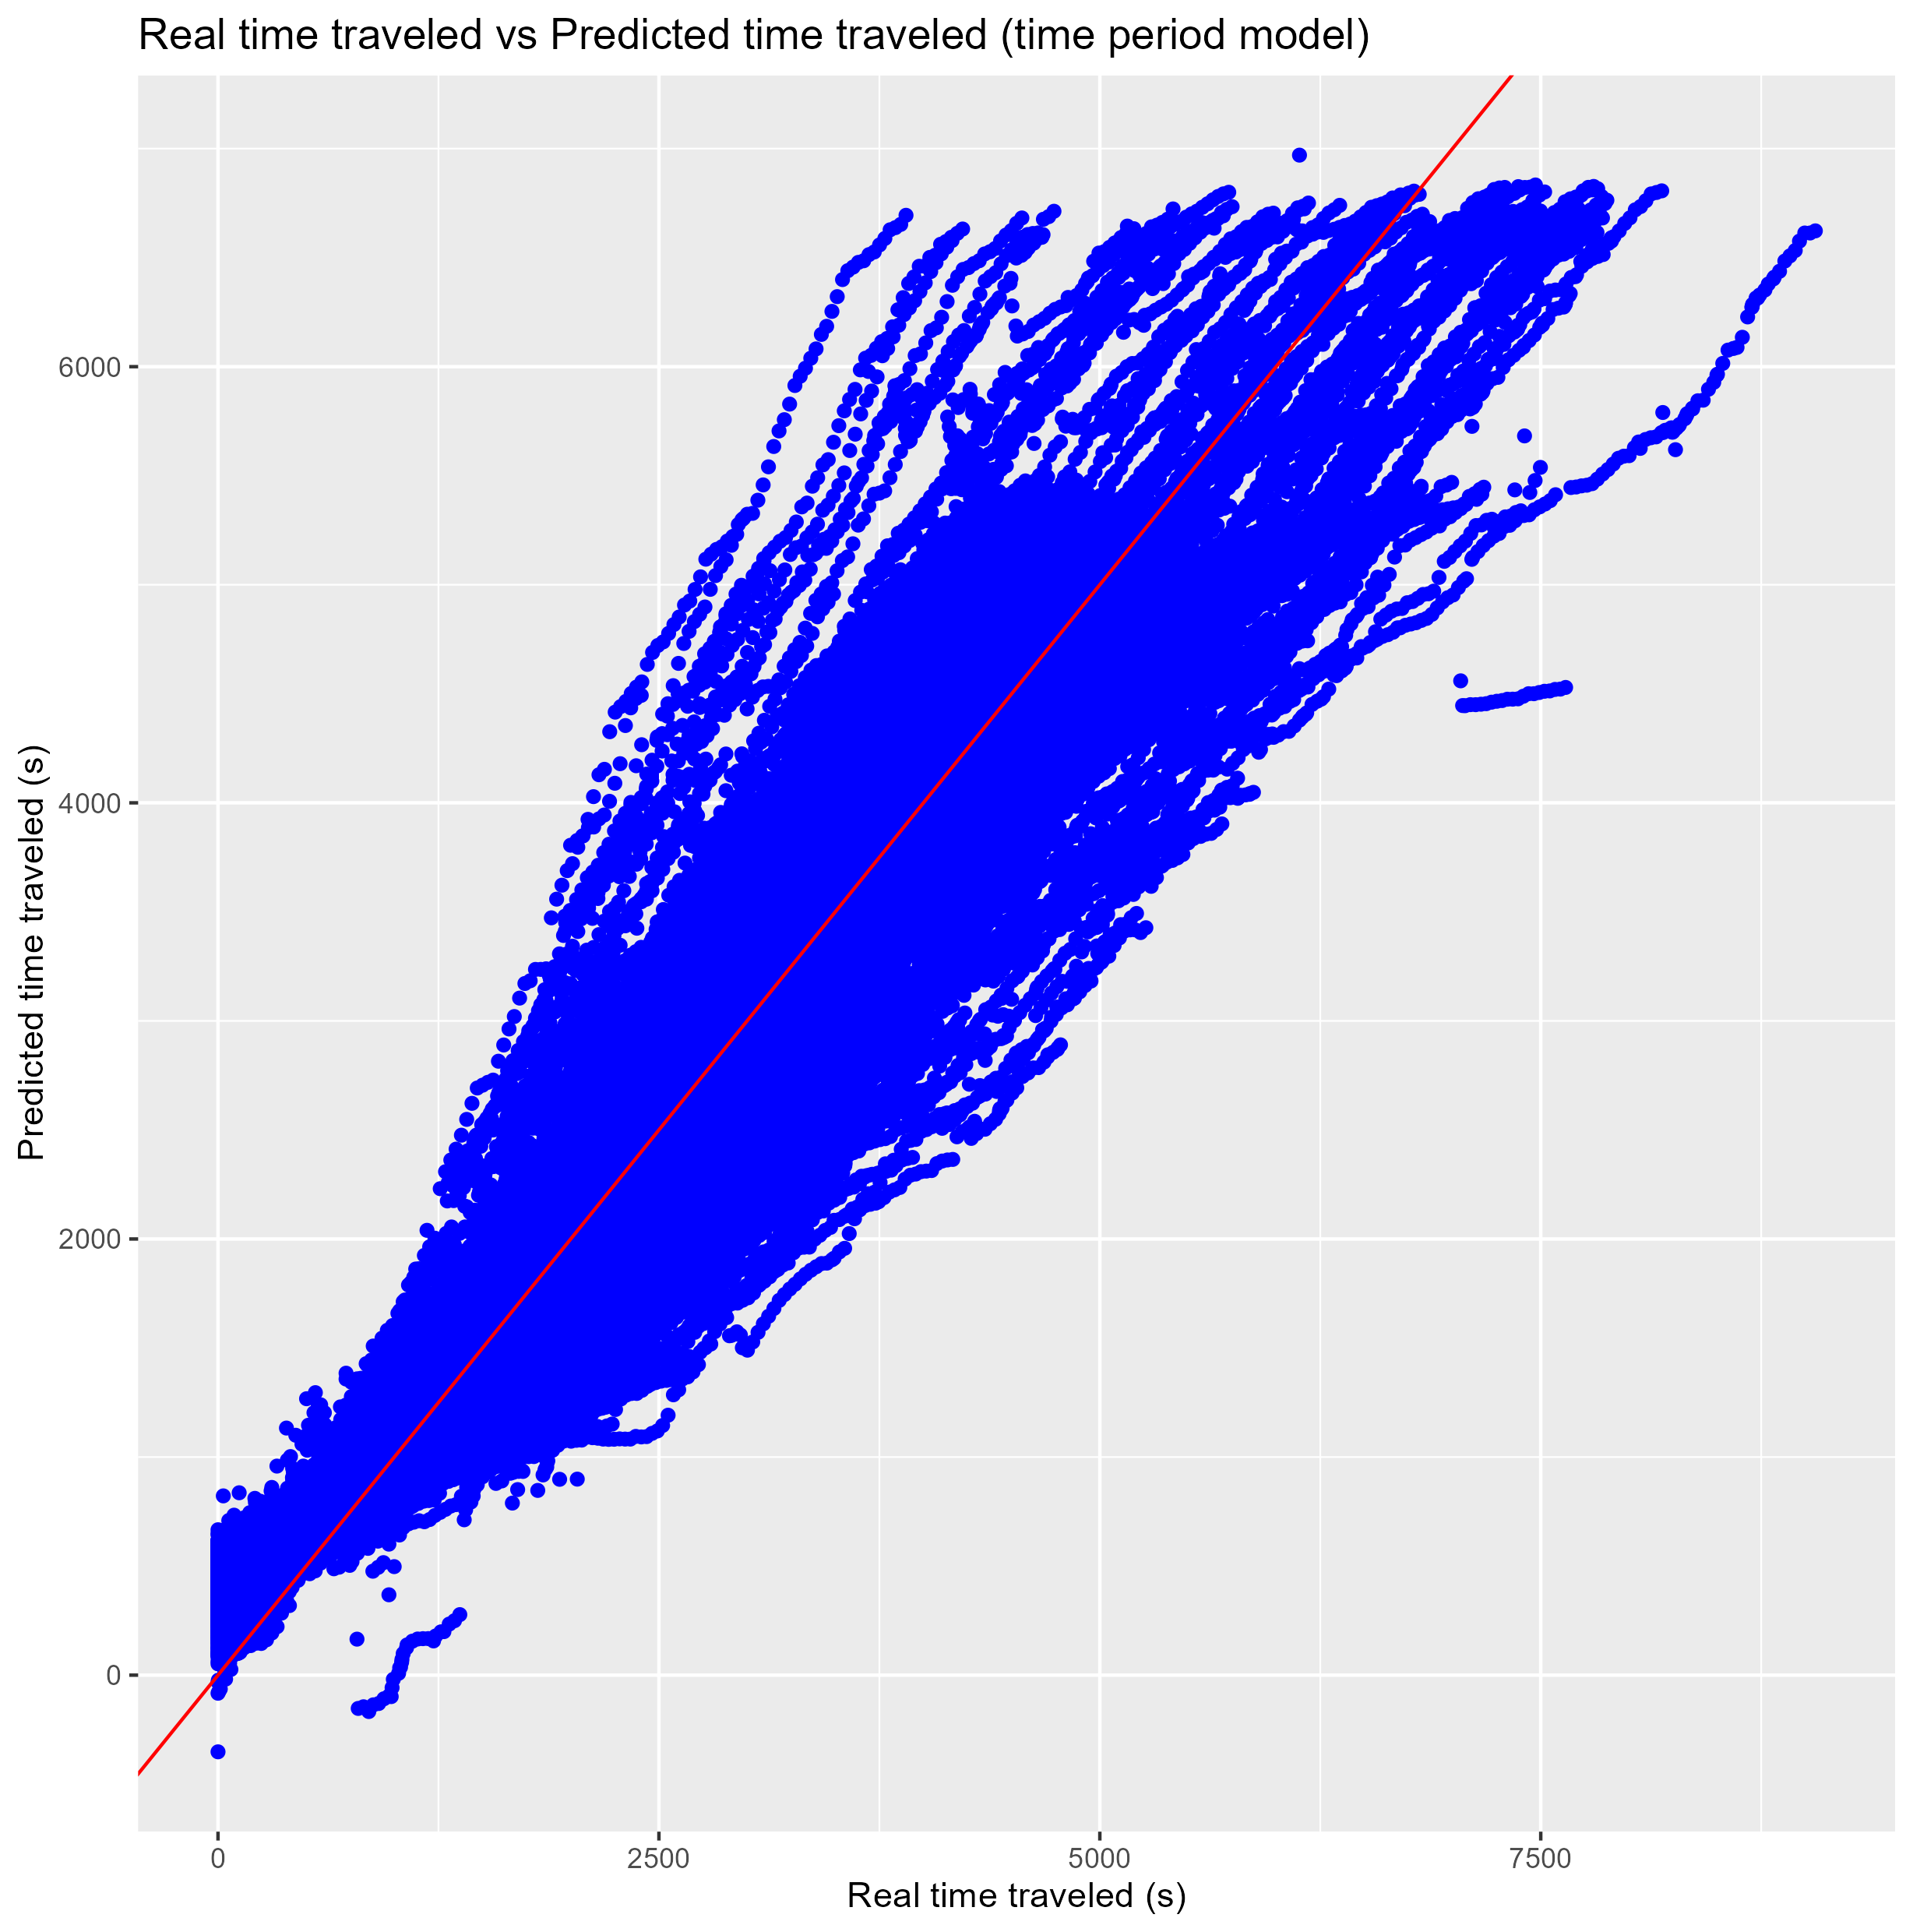 Real time traveled vs Predicted time traveled (time period model)
Predicted time traveled (s)
6000
4000
2000
0
0 2500 5000 7500
Real time traveled (s)